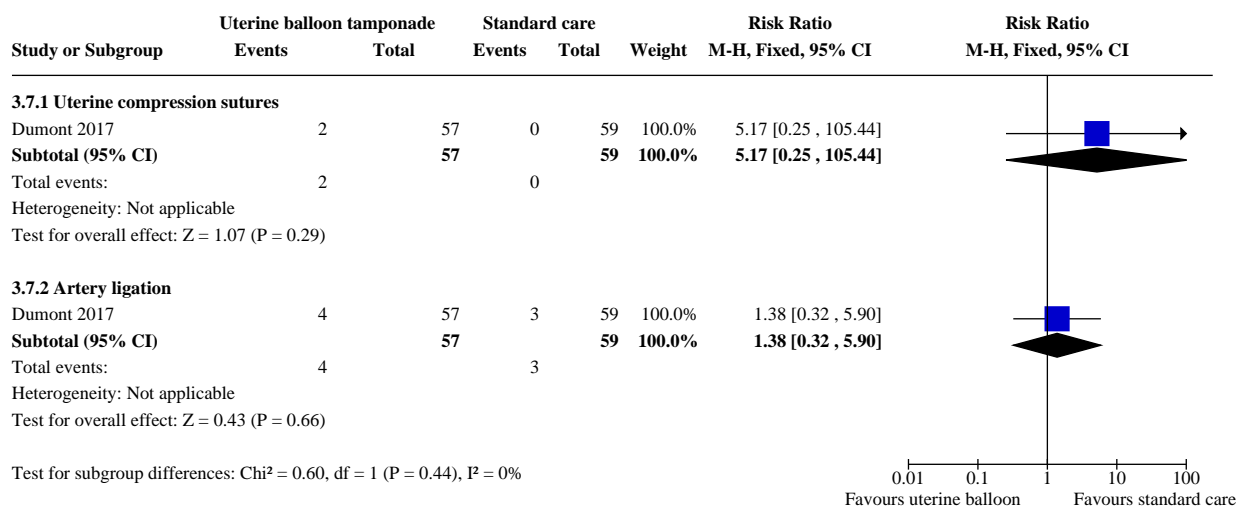 Uterine balloon tamponade Standard care Risk Ratio Risk Ratio
Study or Subgroup Events Total Events Total Weight M-H, Fixed, 95% CI M-H, Fixed, 95% CI
3.7.1 Uterine compression sutures
Dumont 2017 2 57 0 59 100.0% 5.17 [0.25 , 105.44]
Subtotal (95% CI) 57 59 100.0% 5.17 [0.25 , 105.44]
Total events: 2 0
Heterogeneity: Not applicable
Test for overall effect: Z = 1.07 (P = 0.29)
3.7.2 Artery ligation
Dumont 2017 4 57 3 59 100.0% 1.38 [0.32 , 5.90]
Subtotal (95% CI) 57 59 100.0% 1.38 [0.32 , 5.90]
Total events: 4 3
Heterogeneity: Not applicable
Test for overall effect: Z = 0.43 (P = 0.66)
Test for subgroup differences: Chi² = 0.60, df = 1 (P = 0.44), I² = 0%
0.01 0.1 1 10 100
Favours uterine balloon Favours standard care